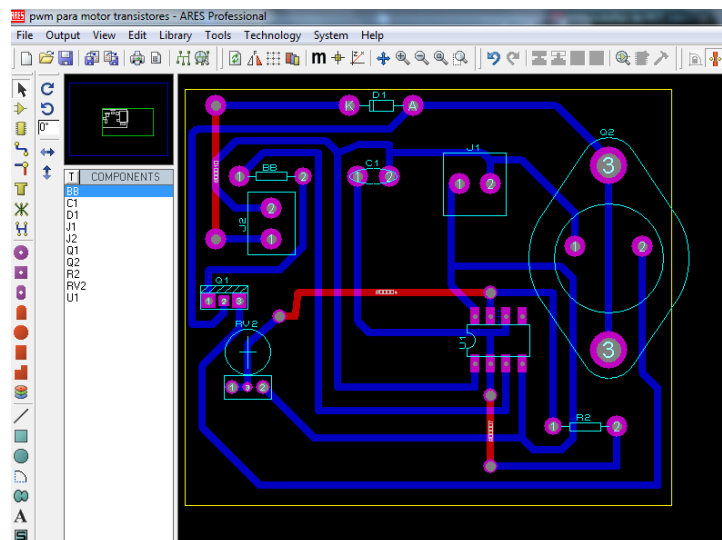 ARES pwm para motor transistores - ARES Professional
File Output View Edit Library Tools Technology System Help
m
0°
T COMPONENTS
BB
C1
D1
J1
J2
Q1
Q2
R2
RV2
U1
A
S
D1
K A
Q2
3
J1
C1
BB
1 2
1 2
1 2
2
J2
1
1 2
Q1
1 2 3
RV2
U1
3
1 3 2
R2
1 2